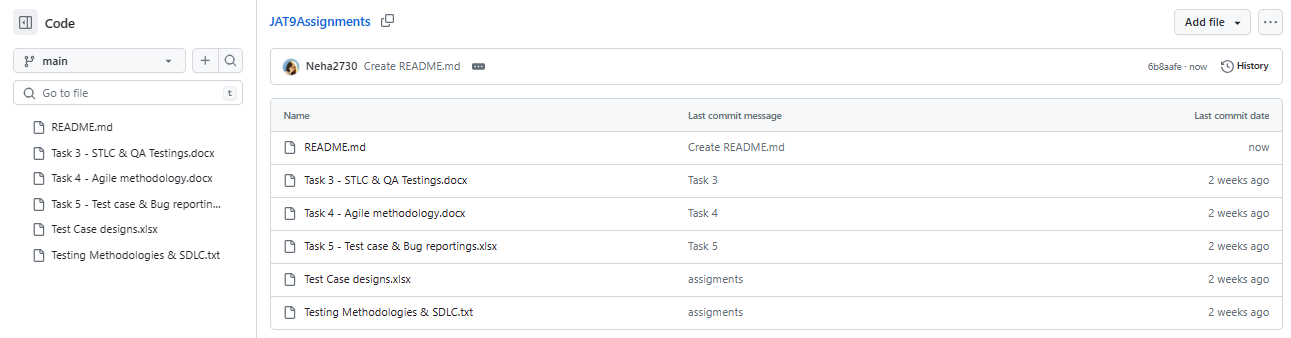 Code
main
Go to file
t
README.md
Task 3 - STLC & QA Testings.docx
Task 4 - Agile methodology.docx
Task 5 - Test case & Bug reportin...
Test Case designs.xlsx
Testing Methodologies & SDLC.txt
JAT9Assignments
Add file
Neha2730 Create README.md
6b8aafe · now History
Name Last commit message Last commit date
README.md Create README.md now
Task 3 - STLC & QA Testings.docx Task 3 2 weeks ago
Task 4 - Agile methodology.docx Task 4 2 weeks ago
Task 5 - Test case & Bug reportings.xlsx Task 5 2 weeks ago
Test Case designs.xlsx assigments 2 weeks ago
Testing Methodologies & SDLC.txt assigments 2 weeks ago